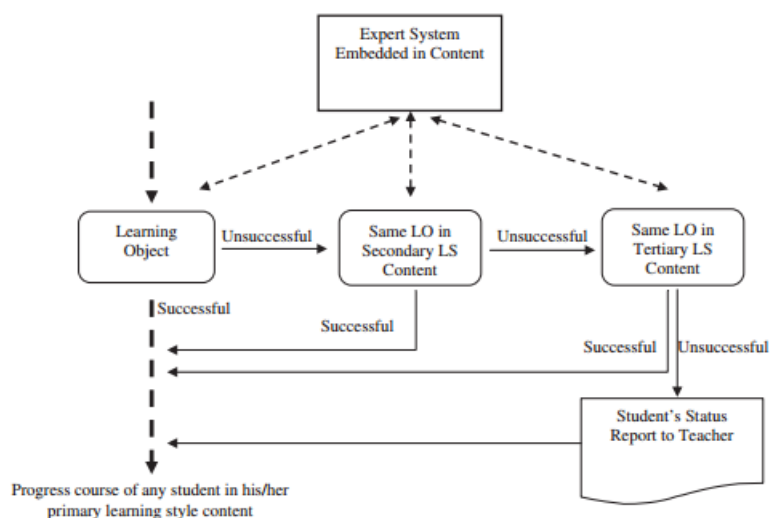 Expert System
Embedded in Content
Learning
Object
Unsuccessful
Same LO in
Secondary LS
Content
Unsuccessful
Same LO in
Tertiary LS
Content
Successful
Successful
Successful
Unsuccessful
Student's Status
Report to Teacher
Progress course of any student in his/her
primary learning style content